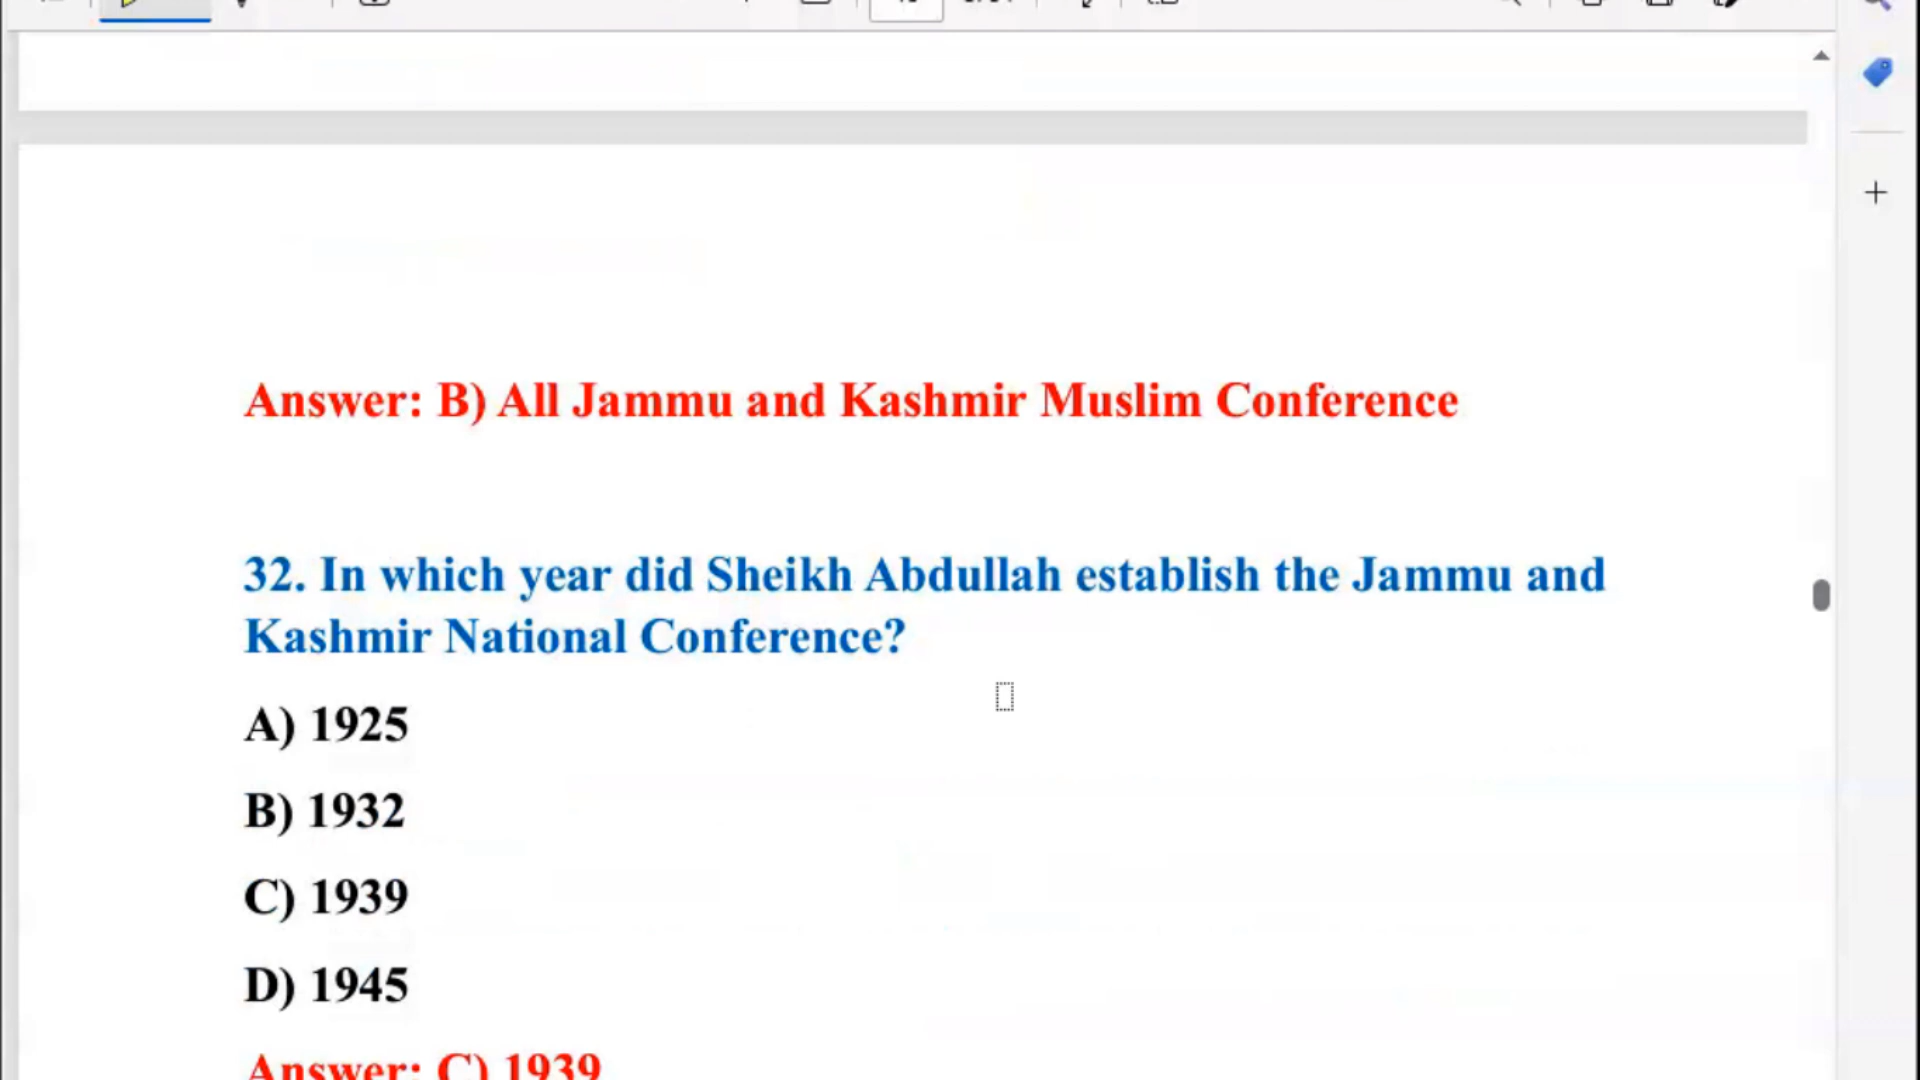 Answer: B) All Jammu and Kashmir Muslim Conference
32. In which year did Sheikh Abdullah establish the Jammu and
Kashmir National Conference?
A) 1925
B) 1932
C) 1939
D) 1945
Answer: C) 1939